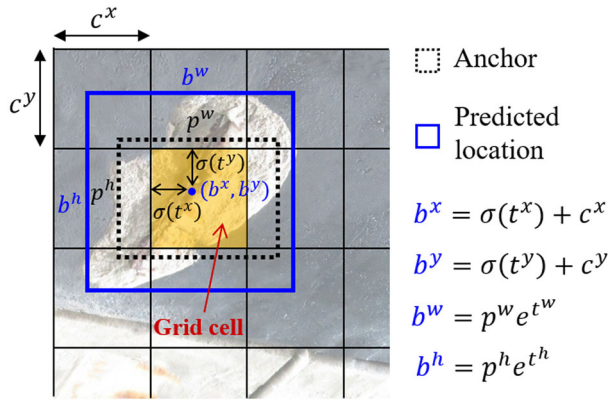 c^x
c^y
b^w
p^w
σ(t^y)
b^h
p^h
(b^x, b^y)
σ(t^x)
Grid cell
Anchor
Predicted
location
b^x = σ(t^x) + c^x
b^y = σ(t^y) + c^y
b^w = p^w e^{t^w}
b^h = p^h e^{t^h}